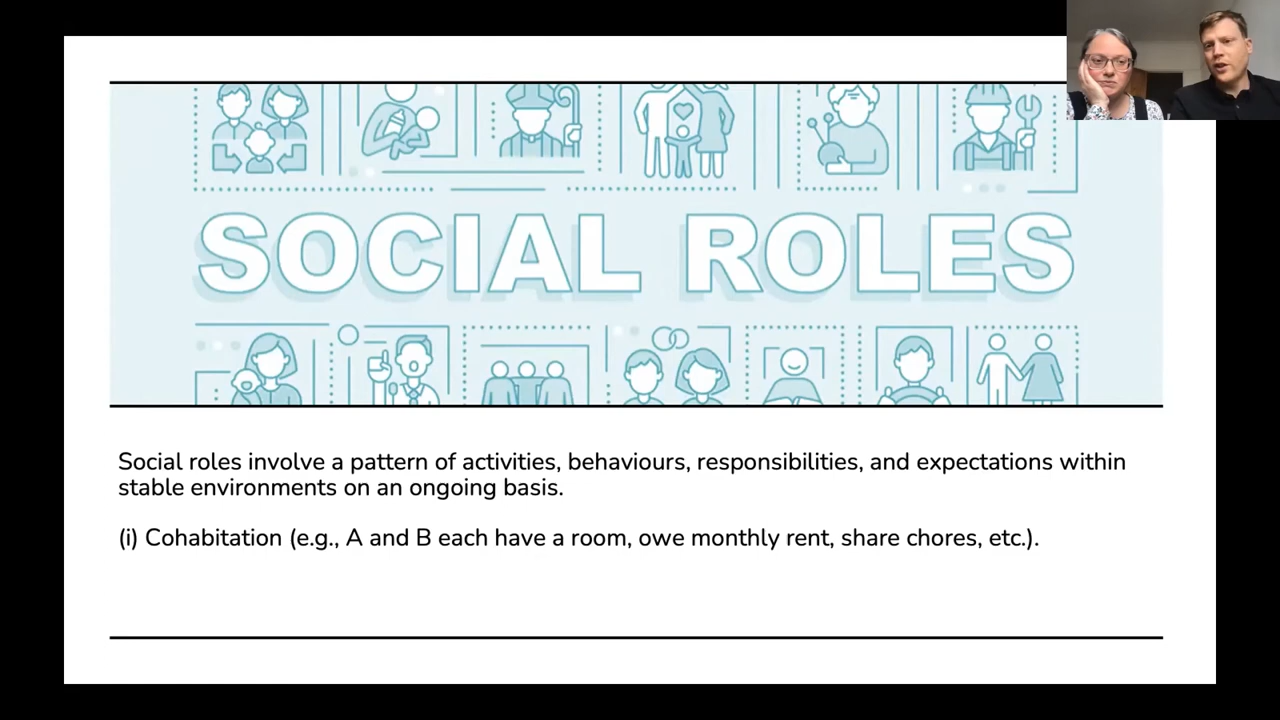 SOCIAL ROLES
Social roles involve a pattern of activities, behaviours, responsibilities, and expectations within
stable environments on an ongoing basis.
(i) Cohabitation (e.g., A and B each have a room, owe monthly rent, share chores, etc.).